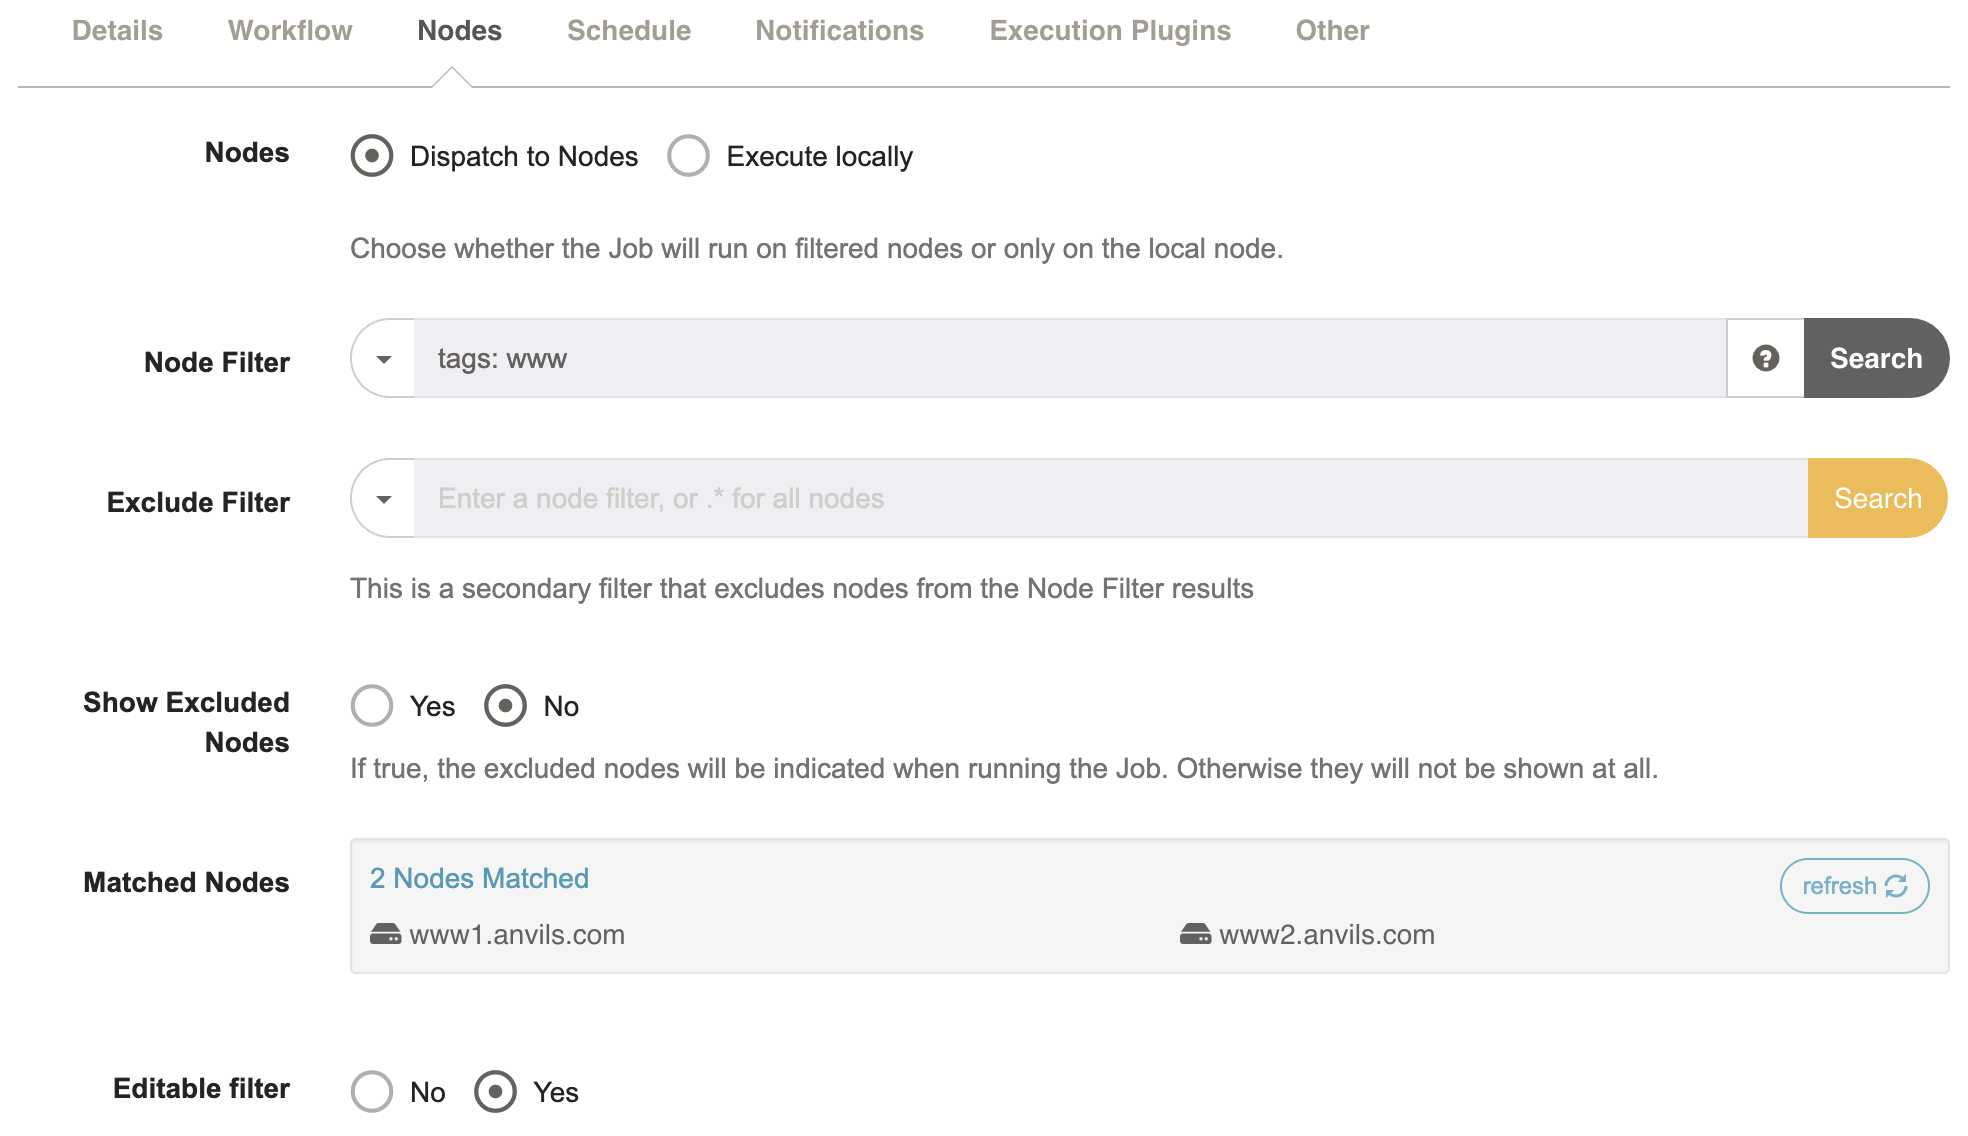 Details Workflow Nodes Schedule Notifications Execution Plugins Other
Nodes Dispatch to Nodes Execute locally
Choose whether the Job will run on filtered nodes or only on the local node.
Node Filter tags: www ? Search
Exclude Filter Enter a node filter, or .* for all nodes Search
This is a secondary filter that excludes nodes from the Node Filter results
Show Excluded Nodes Yes No
If true, the excluded nodes will be indicated when running the Job. Otherwise they will not be shown at all.
Matched Nodes 2 Nodes Matched refresh
www1.anvils.com www2.anvils.com
Editable filter No Yes